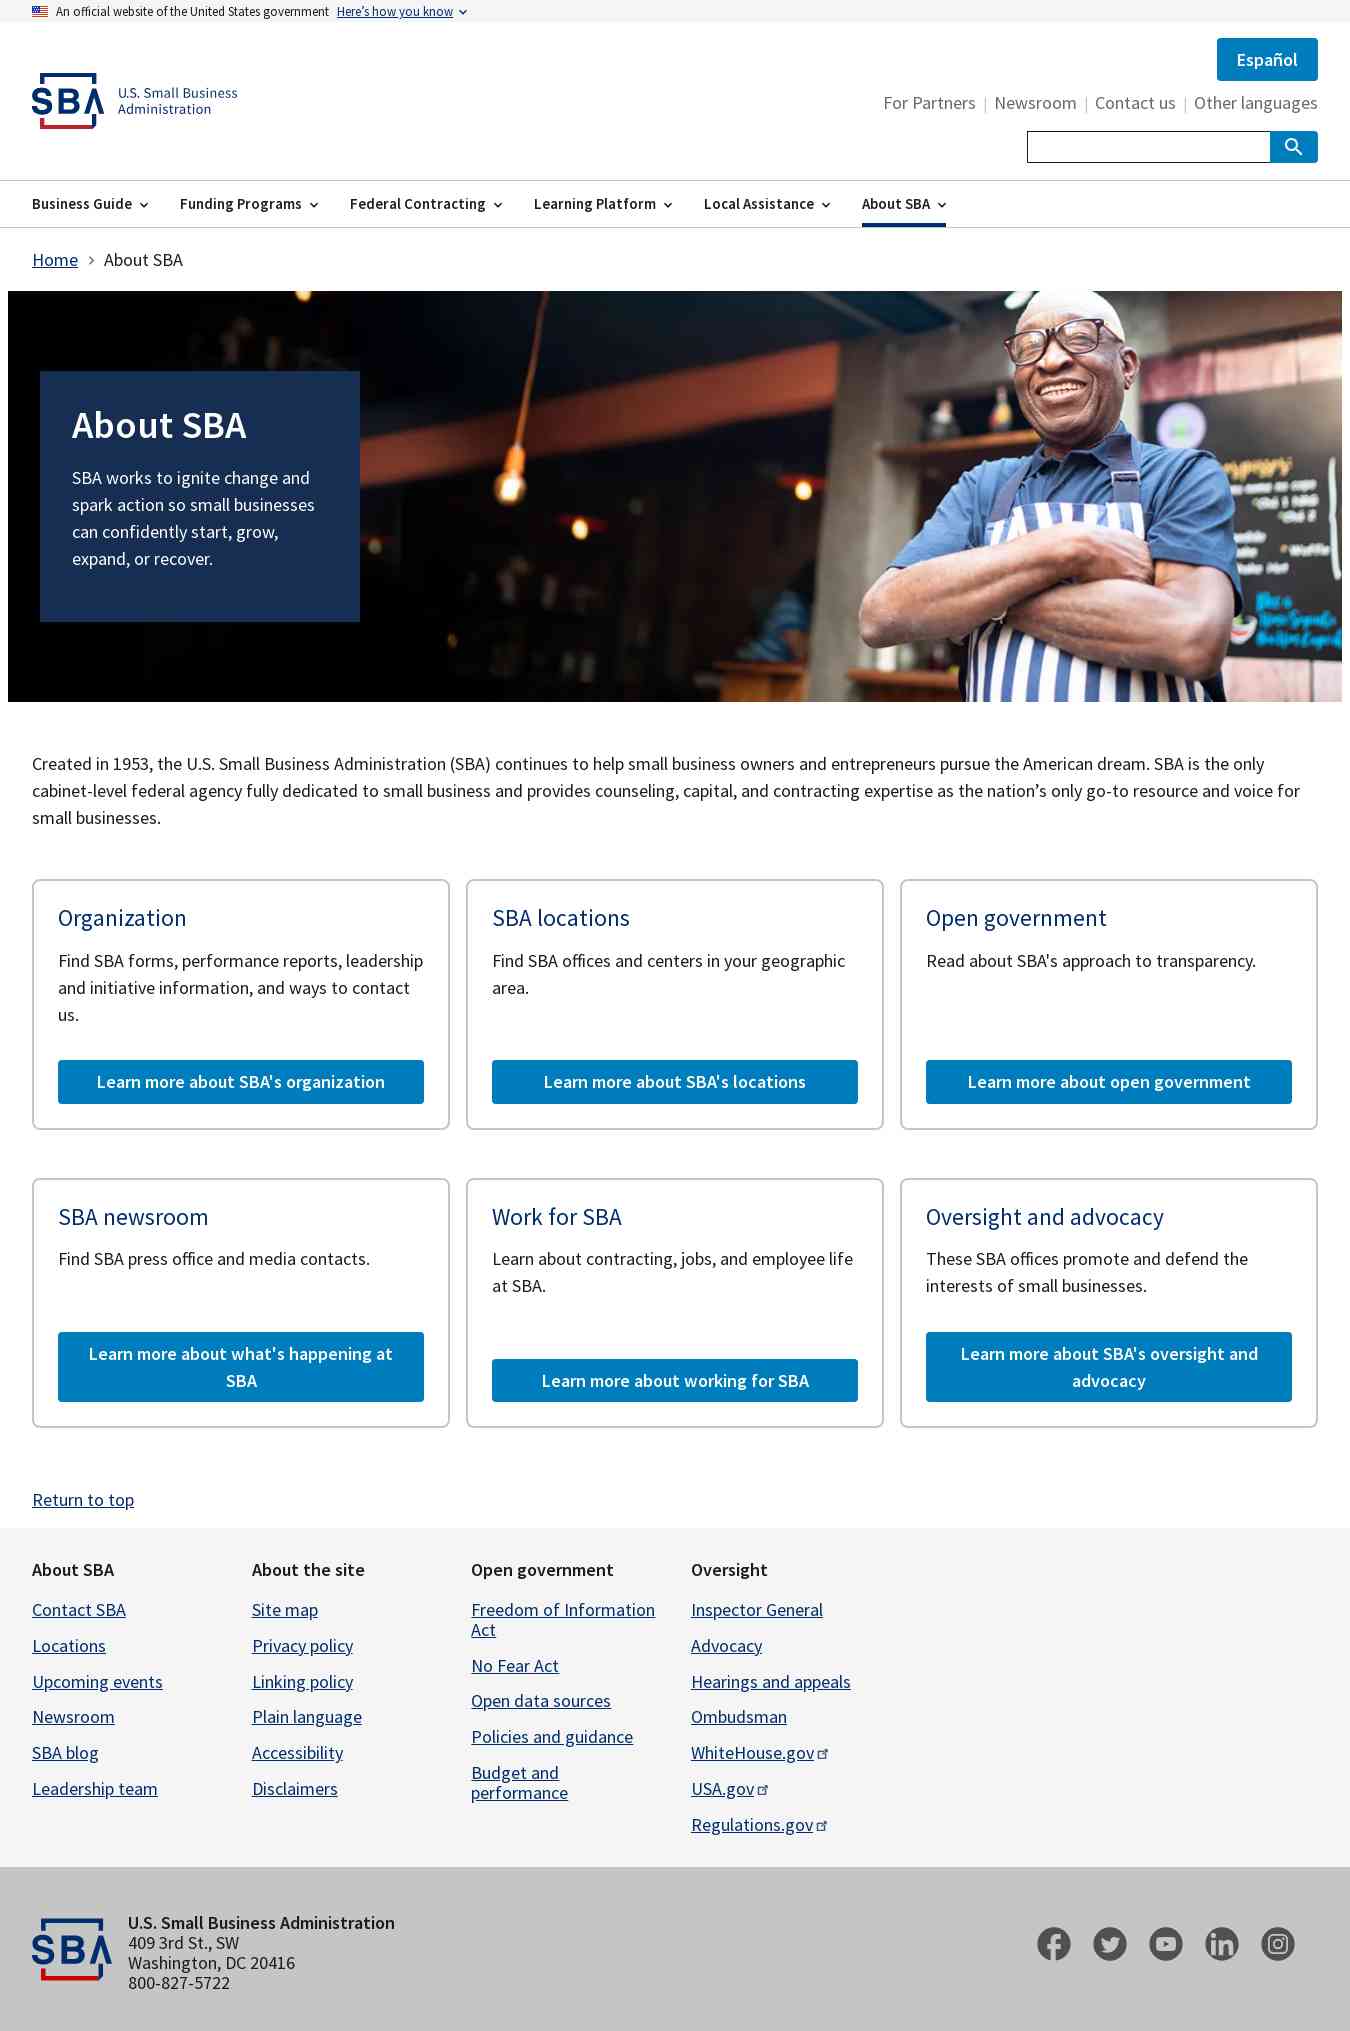 An official website of the United States government Here’s how you know
Español
SBA
U.S. Small Business
Administration
For Partners | Newsroom | Contact us | Other languages
Business Guide Funding Programs Federal Contracting Learning Platform Local Assistance About SBA
Home About SBA
About SBA
SBA works to ignite change and
spark action so small businesses
can confidently start, grow,
expand, or recover.
Created in 1953, the U.S. Small Business Administration (SBA) continues to help small business owners and entrepreneurs pursue the American dream. SBA is the only
cabinet-level federal agency fully dedicated to small business and provides counseling, capital, and contracting expertise as the nation’s only go-to resource and voice for
small businesses.
Organization
Find SBA forms, performance reports, leadership
and initiative information, and ways to contact
us.
Learn more about SBA's organization
SBA locations
Find SBA offices and centers in your geographic
area.
Learn more about SBA's locations
Open government
Read about SBA's approach to transparency.
Learn more about open government
SBA newsroom
Find SBA press office and media contacts.
Learn more about what's happening at
SBA
Work for SBA
Learn about contracting, jobs, and employee life
at SBA.
Learn more about working for SBA
Oversight and advocacy
These SBA offices promote and defend the
interests of small businesses.
Learn more about SBA's oversight and
advocacy
Return to top
About SBA
Contact SBA
Locations
Upcoming events
Newsroom
SBA blog
Leadership team
About the site
Site map
Privacy policy
Linking policy
Plain language
Accessibility
Disclaimers
Open government
Freedom of Information
Act
No Fear Act
Open data sources
Policies and guidance
Budget and
performance
Oversight
Inspector General
Advocacy
Hearings and appeals
Ombudsman
WhiteHouse.gov
USA.gov
Regulations.gov
SBA
U.S. Small Business Administration
409 3rd St., SW
Washington, DC 20416
800-827-5722